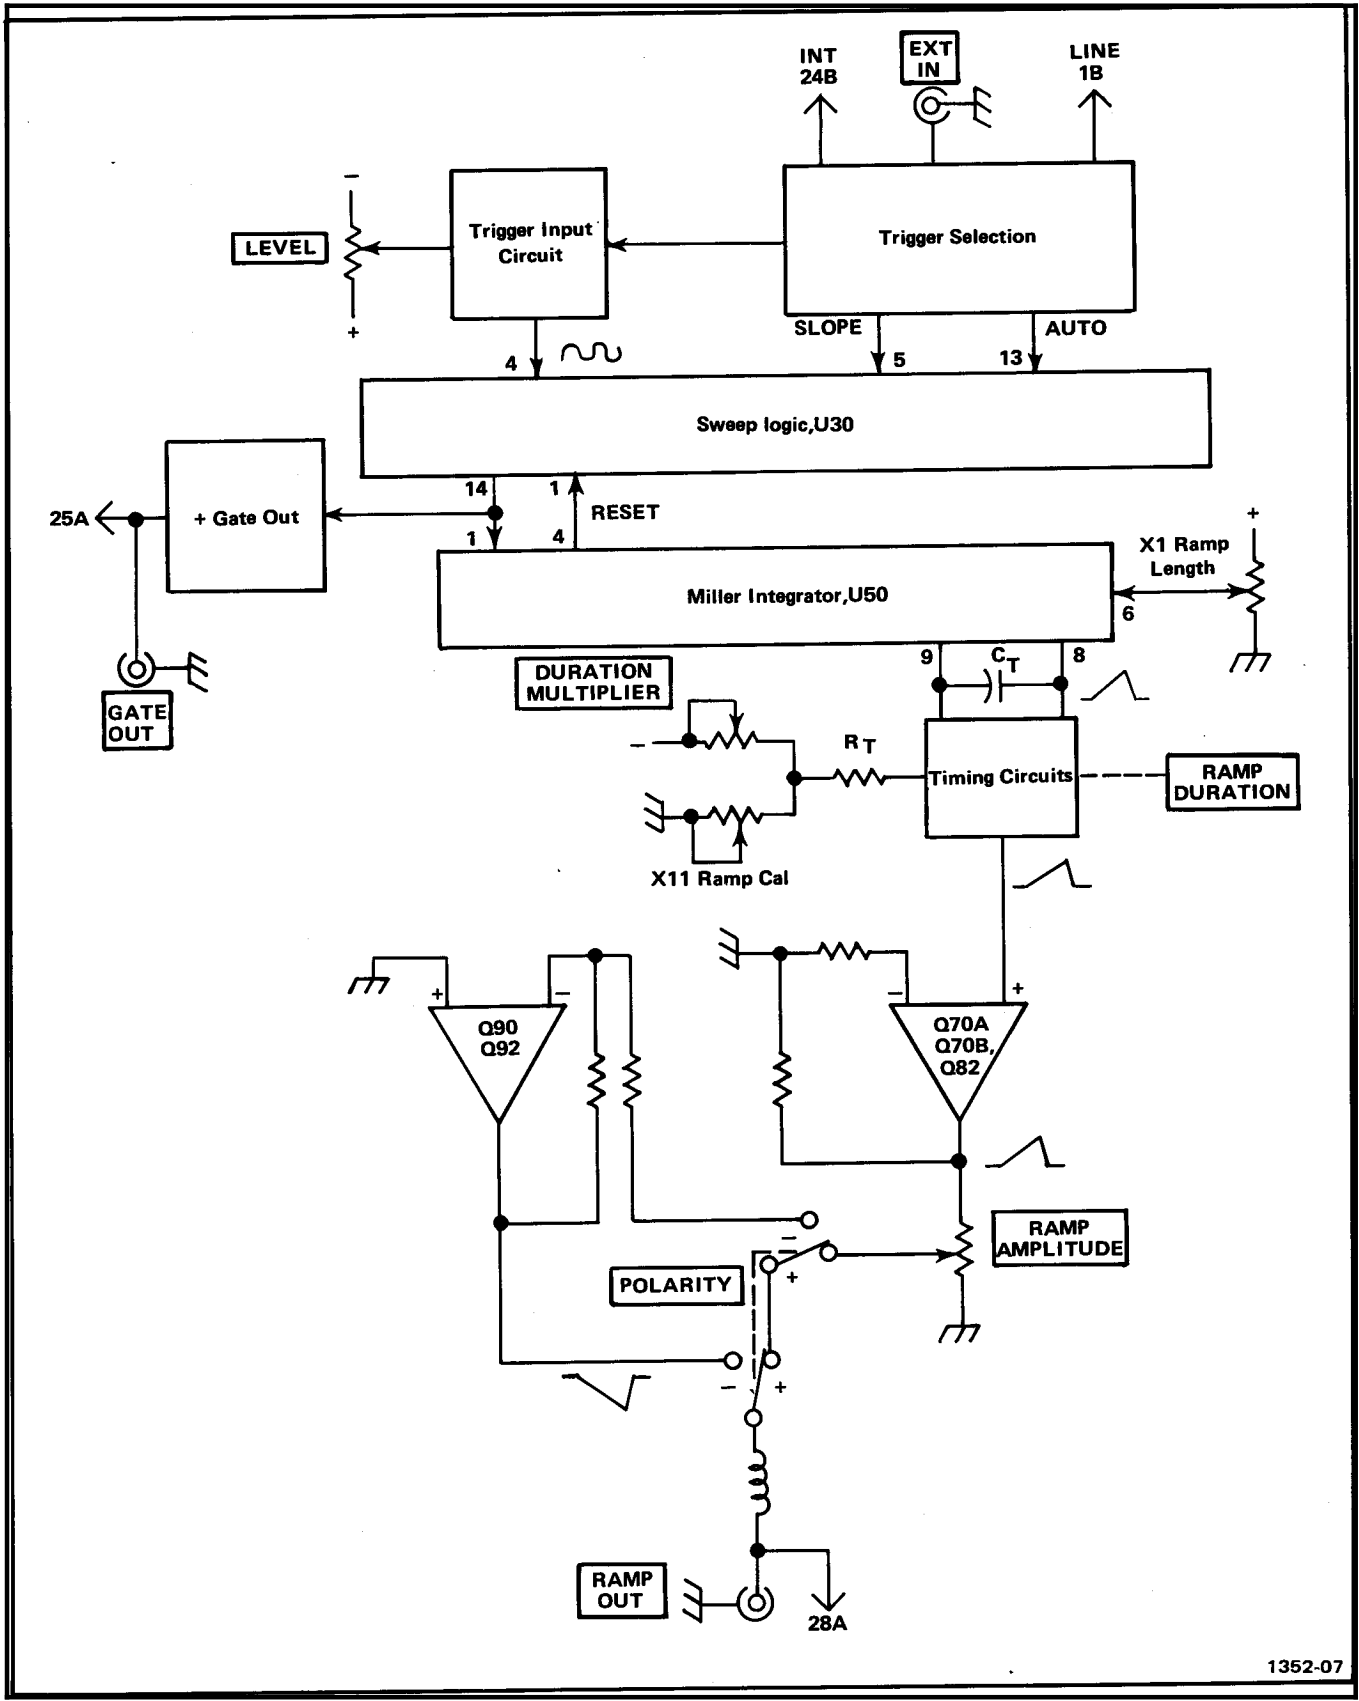 INT
24B
EXT
IN
LINE
1B
−
LEVEL
+
Trigger Input
Circuit
Trigger Selection
SLOPE
AUTO
4
5
13
Sweep logic,U30
14
1
RESET
25A
+ Gate Out
1
4
+
X1 Ramp
Length
Miller Integrator,U50
6
GATE
OUT
DURATION
MULTIPLIER
9
CT
8
−
RT
Timing Circuits
RAMP
DURATION
X11 Ramp Cal
+
−
Q90
Q92
−
+
Q70A
Q70B,
Q82
−
+
RAMP
AMPLITUDE
POLARITY
−
+
RAMP
OUT
28A
1352-07